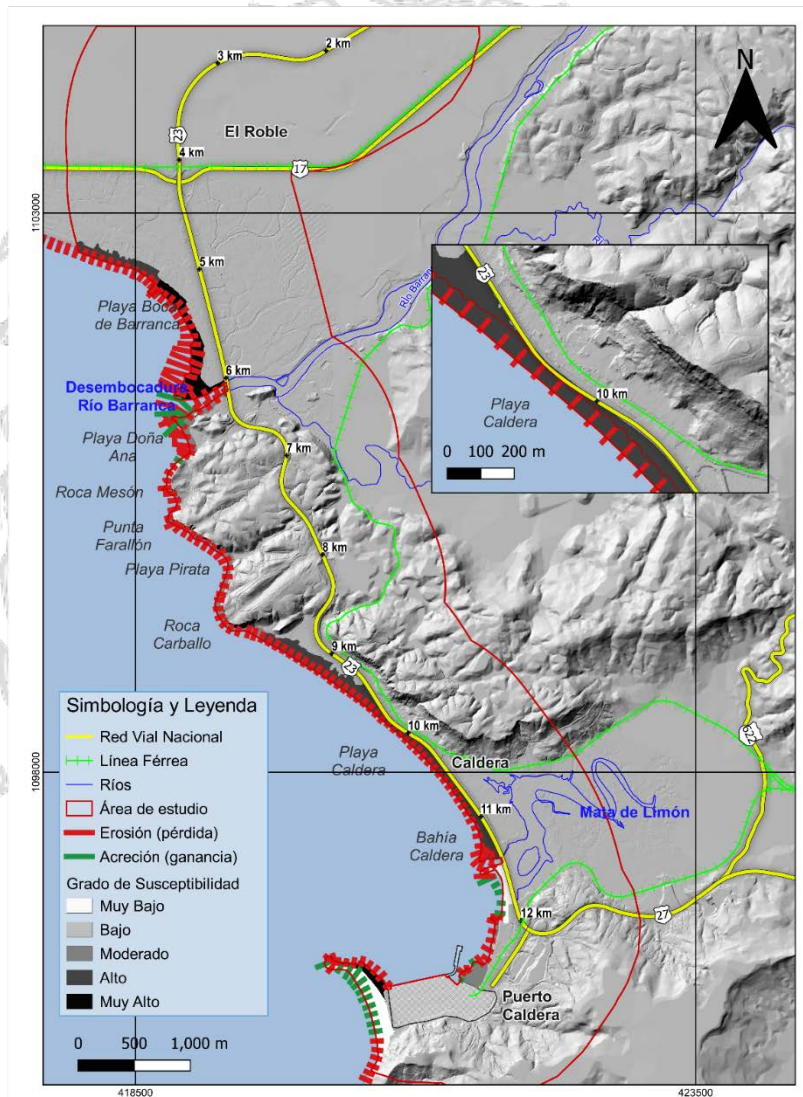 N
3 km
2 km
23
El Roble
4 km
17
1103000
5 km
Río Barranca
Playa Boca
de Barranca
6 km
Desembocadura
Río Barranca
Playa Doña
Ana
7 km
Roca Mesón
Punta
Farallón
8 km
Playa Pirata
Roca
Carballo
9 km
23
23
10 km
Playa
Caldera
0 100 200 m
Simbología y Leyenda
Red Vial Nacional
Línea Férrea
Ríos
Área de estudio
Erosión (pérdida)
Acreción (ganancia)
Grado de Susceptibilidad
Muy Bajo
Bajo
Moderado
Alto
Muy Alto
0 500 1,000 m
10 km
622
Playa
Caldera
Caldera
1098000
11 km
Mata de Limón
Bahía
Caldera
12 km
27
Puerto
Caldera
418500
423500